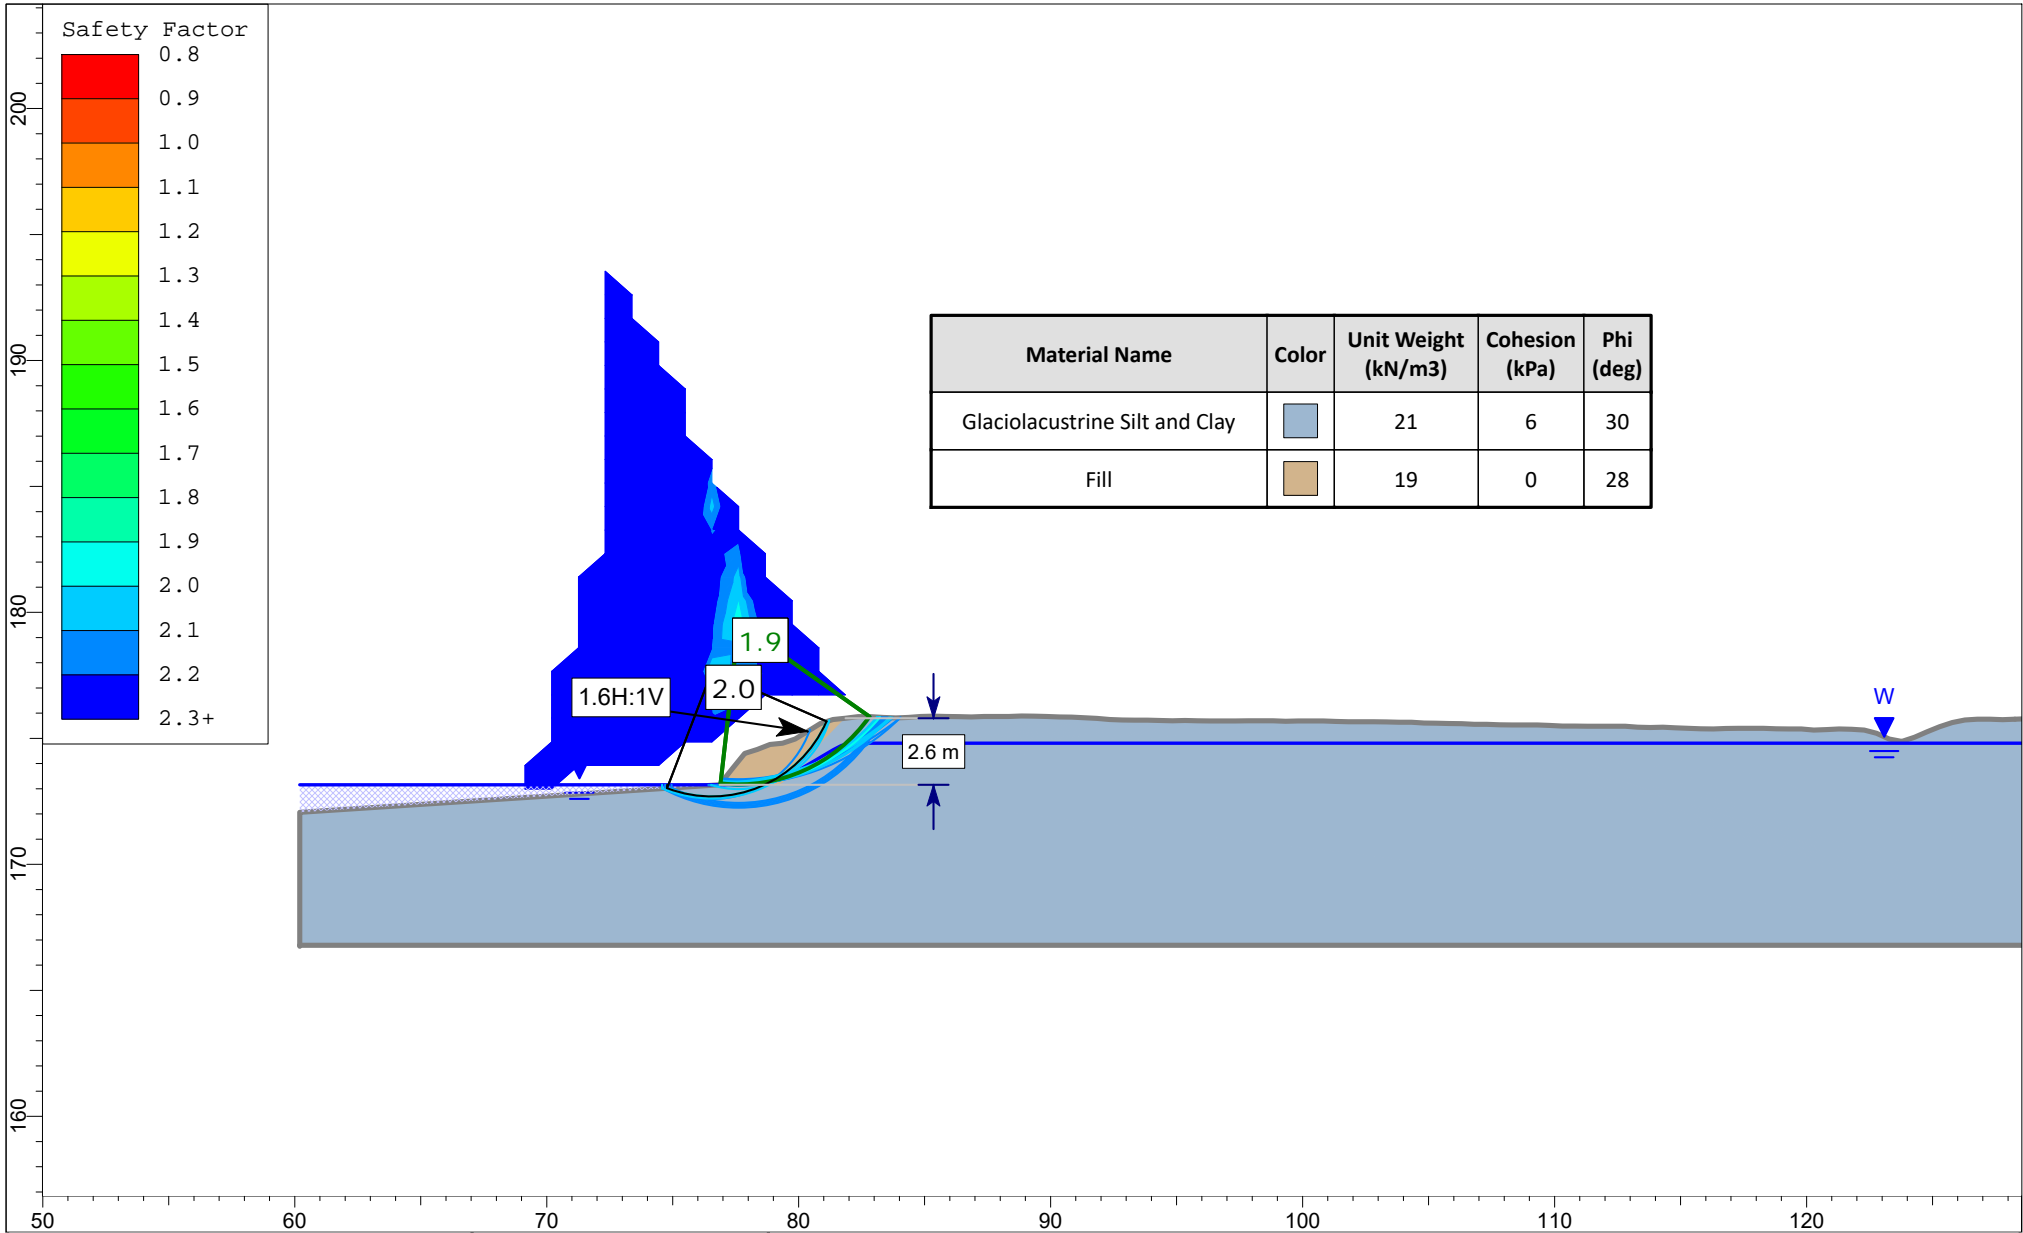 Safety Factor
0.8
0.9
1.0
1.1
1.2
1.3
1.4
1.5
1.6
1.7
1.8
1.9
2.0
2.1
2.2
2.3+
200
190
180
170
160
Material Name Color Unit Weight (kN/m3) Cohesion (kPa) Phi (deg)
Glaciolacustrine Silt and Clay 21 6 30
Fill 19 0 28
1.9
2.0
1.6H:1V
2.6 m
W
50 60 70 80 90 100 110 120